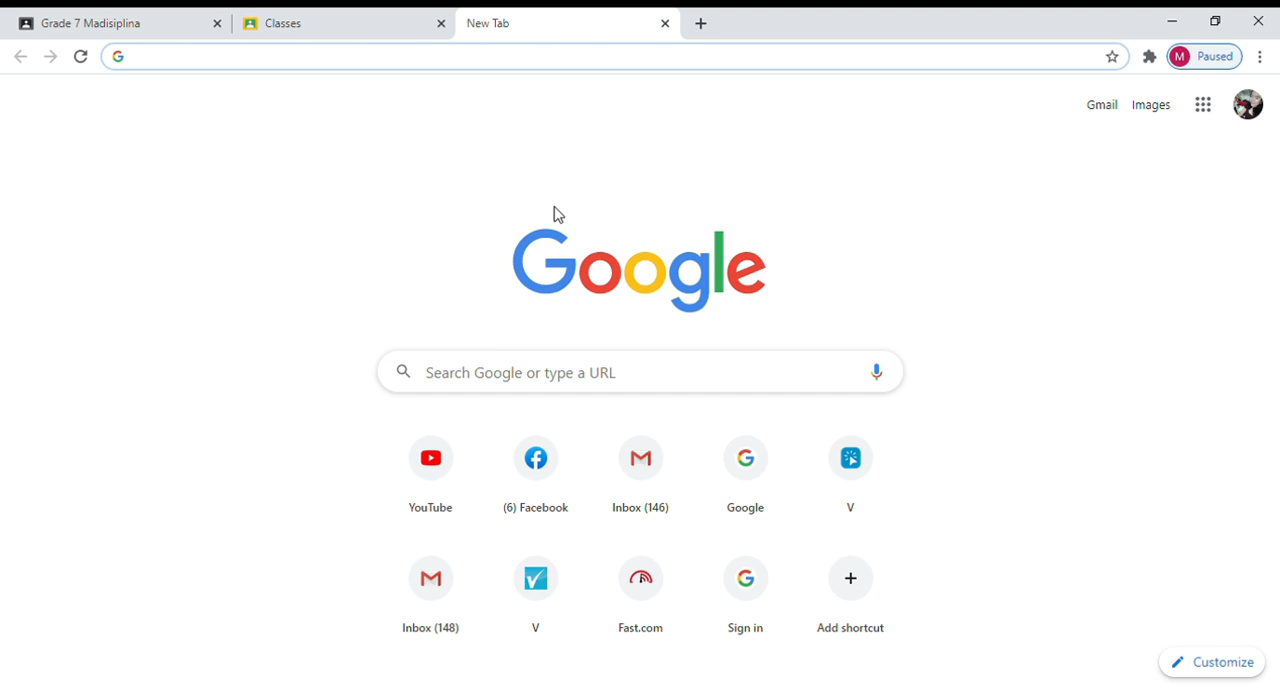 Grade 7 Madisiplina
Classes
New Tab
M Paused
Gmail Images
Google
Search Google or type a URL
YouTube (6) Facebook Inbox (146) Google V
Inbox (148) V Fast.com Sign in Add shortcut
Customize